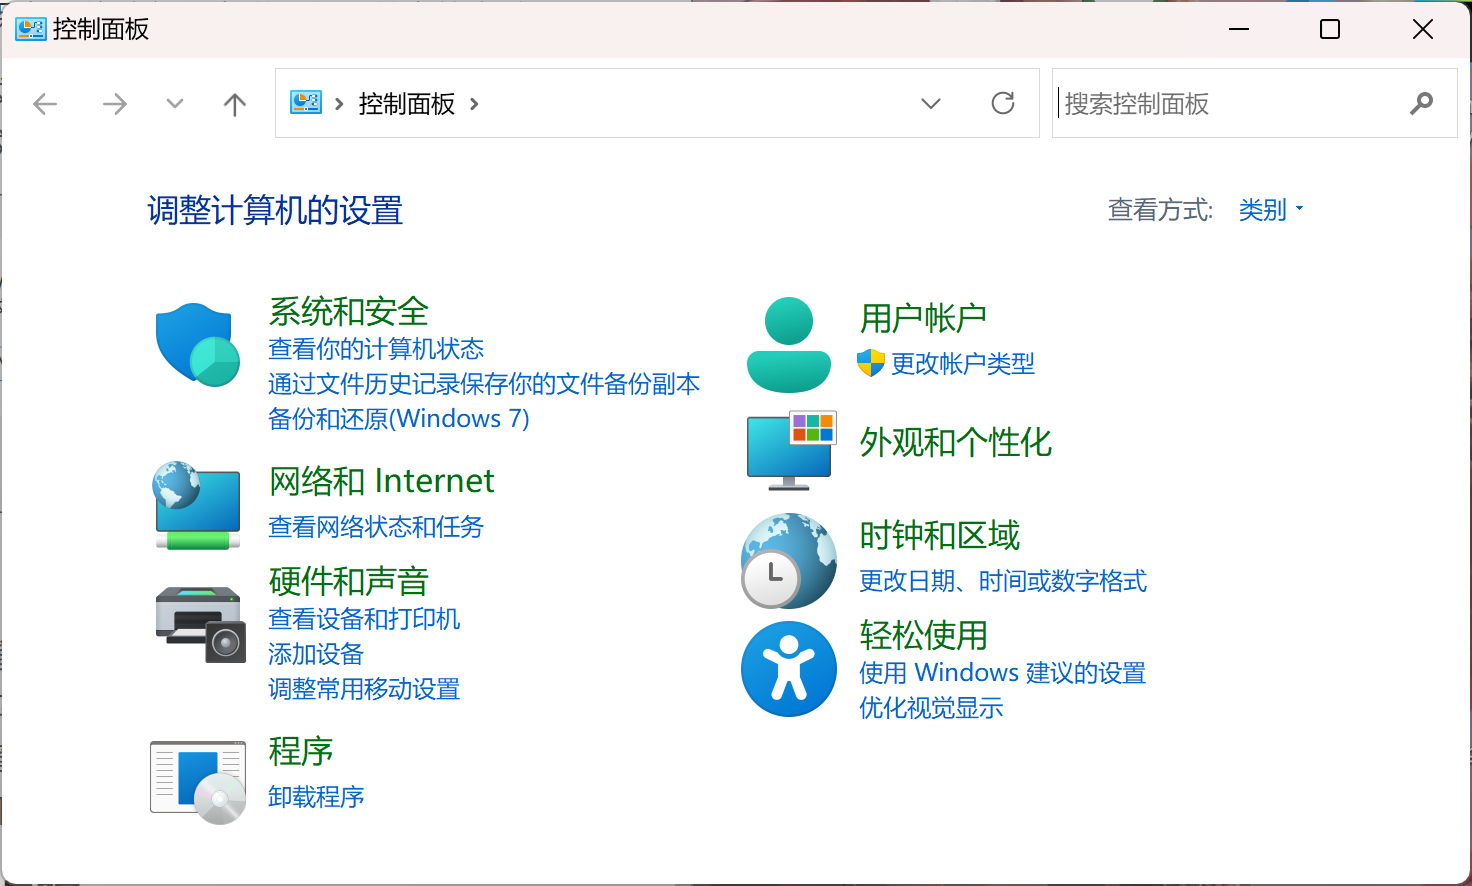 控制面板
控制面板
搜索控制面板
调整计算机的设置
查看方式: 类别
系统和安全
查看你的计算机状态
通过文件历史记录保存你的文件备份副本
备份和还原(Windows 7)
网络和 Internet
查看网络状态和任务
硬件和声音
查看设备和打印机
添加设备
调整常用移动设置
程序
卸载程序
用户帐户
更改帐户类型
外观和个性化
时钟和区域
更改日期、时间或数字格式
轻松使用
使用 Windows 建议的设置
优化视觉显示